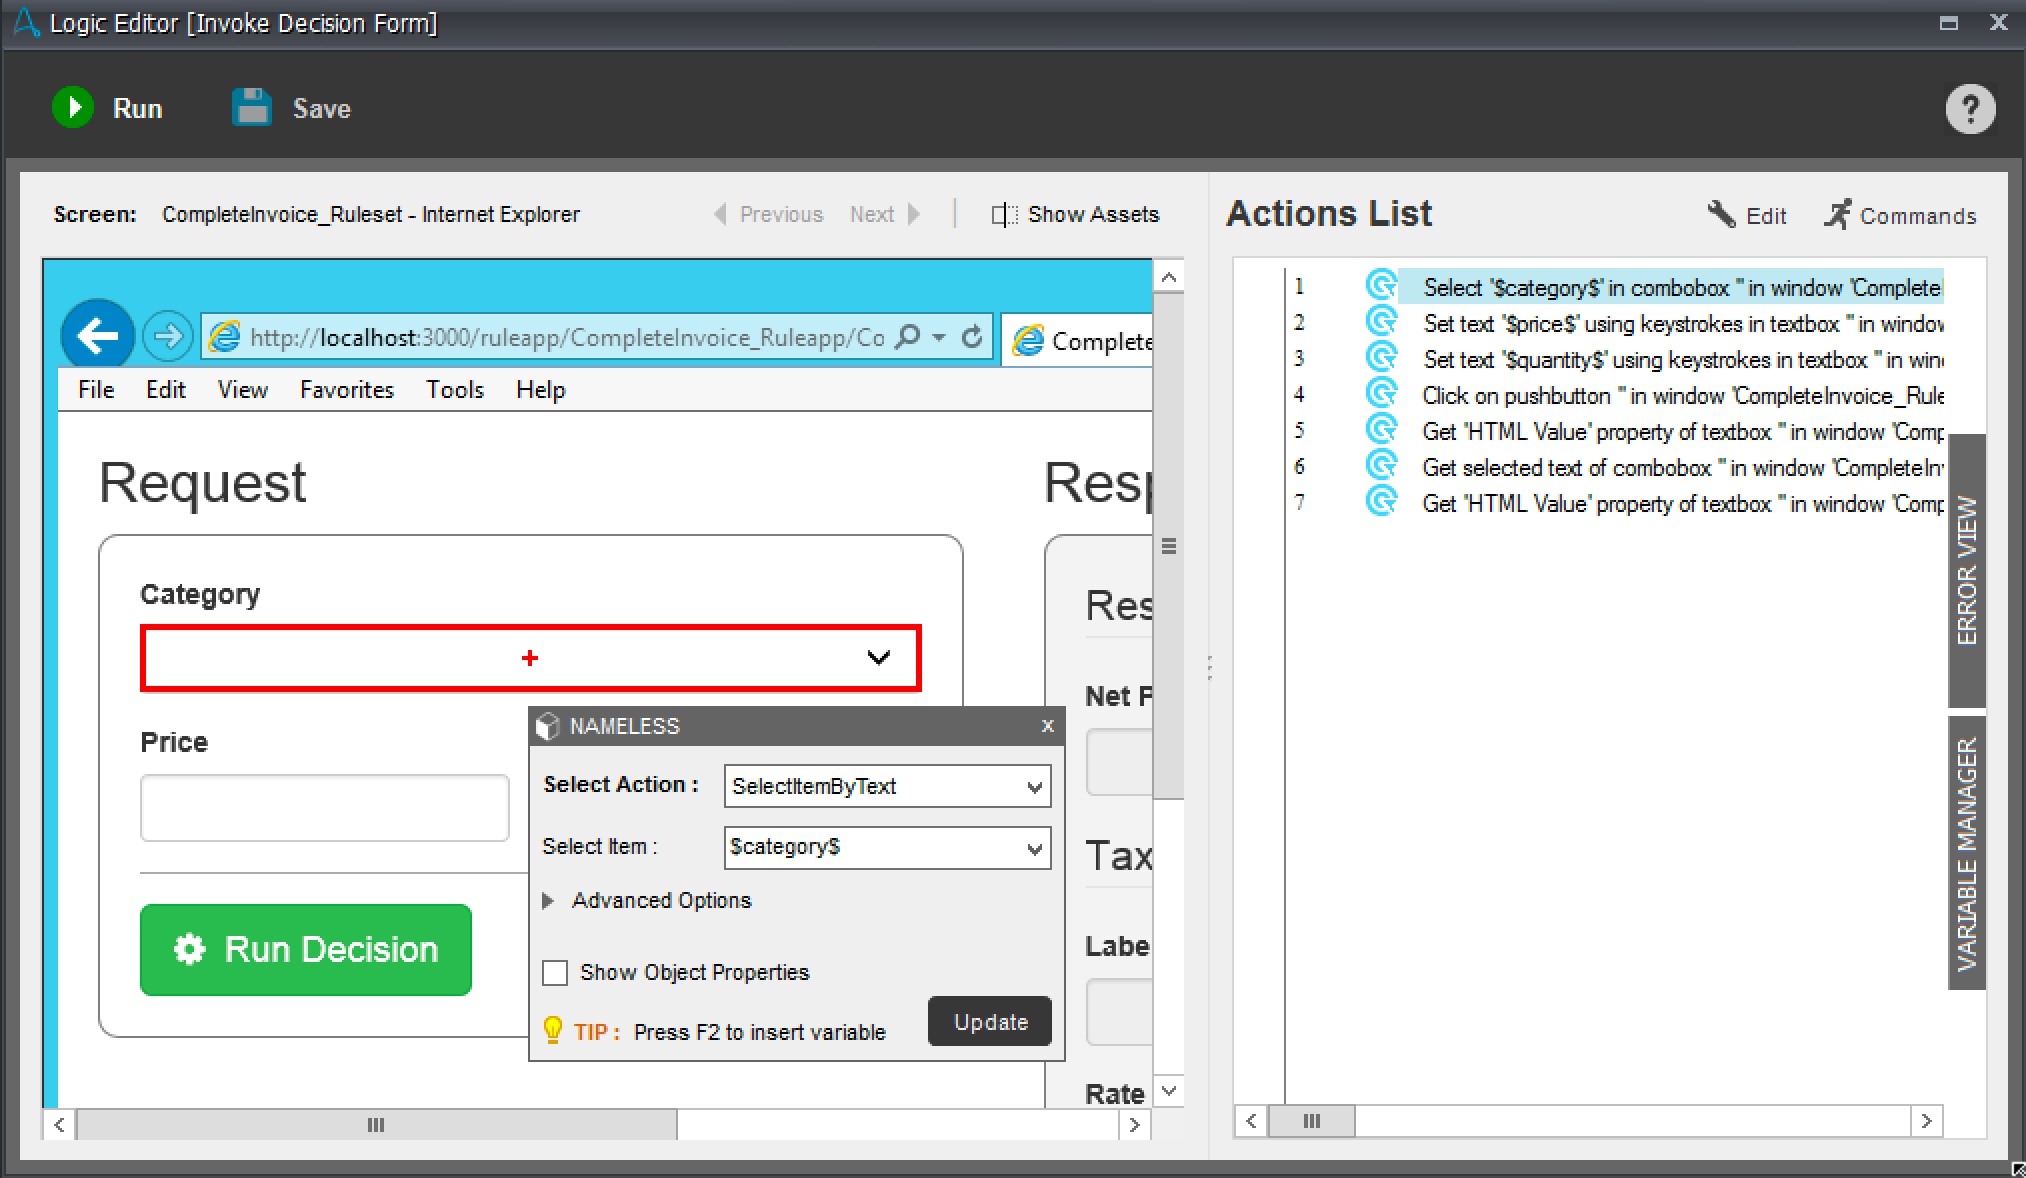 Logic Editor [Invoke Decision Form]
Run
Save
?
Screen: CompleteInvoice_Ruleset - Internet Explorer
Previous Next
Show Assets
http://localhost:3000/ruleapp/CompleteInvoice_Ruleapp/Co
Complete
File Edit View Favorites Tools Help
Request
Category
Price
Run Decision
Resp
Res
Net P
Tax
Labe
Rate
NAMELESS x
Select Action : SelectItemByText
Select Item : $category$
Advanced Options
Show Object Properties
TIP : Press F2 to insert variable
Update
Actions List
Edit
Commands
1 Select '$category$' in combobox '' in window 'Complete
2 Set text '$price$' using keystrokes in textbox '' in window
3 Set text '$quantity$' using keystrokes in textbox '' in win
4 Click on pushbutton '' in window 'CompleteInvoice_Rule
5 Get 'HTML Value' property of textbox '' in window 'Comp
6 Get selected text of combobox '' in window 'CompleteIn
7 Get 'HTML Value' property of textbox '' in window 'Comp
ERROR VIEW
VARIABLE MANAGER